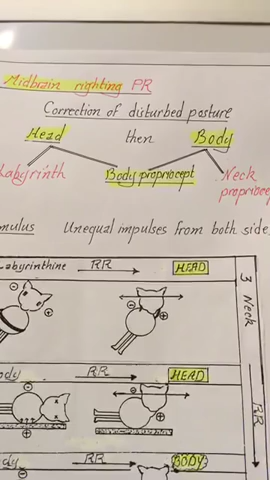 Midbrain righting PR
Correction of disturbed posture
Head then Body
Labyrinth Body propriocept Neck
propriocep
mulus Unequal impulses from both side
Labyrinthine RR HEAD
3 Neck RR
⊖ ⊕ ⊖
ody RR HEAD
⊖ ⊕ ⊖ ⊕
dy RR BODY
⊖